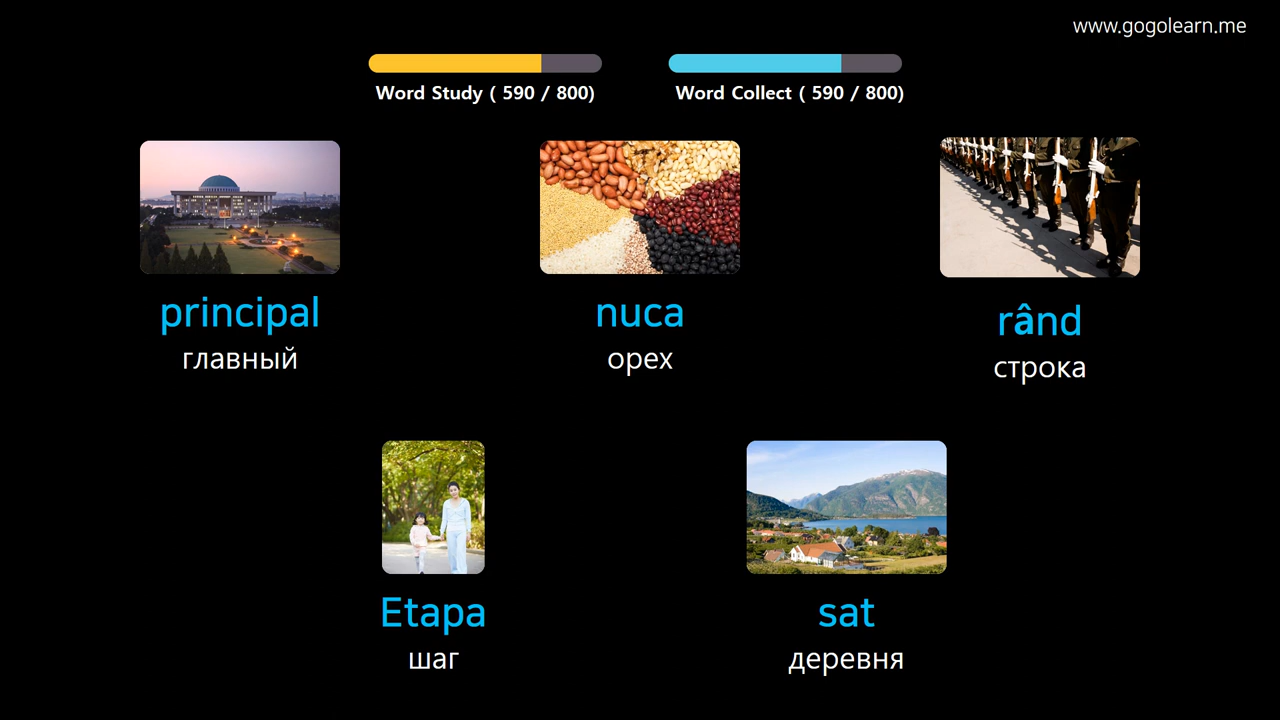 www.gogolearn.me
Word Study ( 590 / 800)
Word Collect ( 590 / 800)
principal
главный
nuca
орех
rând
строка
Etapa
шаг
sat
деревня